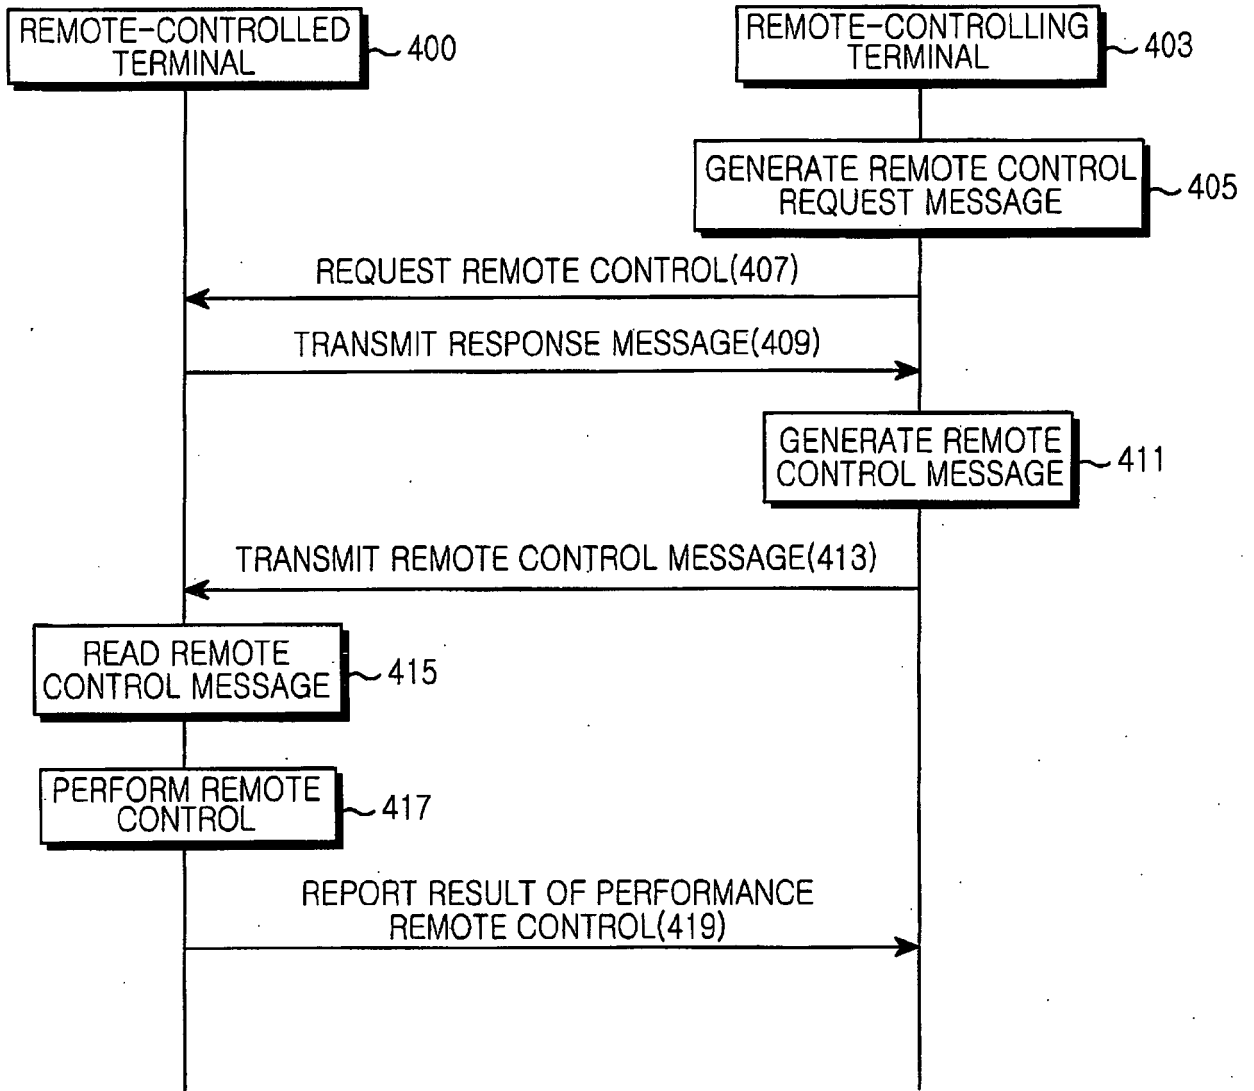 REMOTE-CONTROLLED
TERMINAL
400
REMOTE-CONTROLLING
TERMINAL
403
GENERATE REMOTE CONTROL
REQUEST MESSAGE
405
REQUEST REMOTE CONTROL(407)
TRANSMIT RESPONSE MESSAGE(409)
GENERATE REMOTE
CONTROL MESSAGE
411
TRANSMIT REMOTE CONTROL MESSAGE(413)
READ REMOTE
CONTROL MESSAGE
415
PERFORM REMOTE
CONTROL
417
REPORT RESULT OF PERFORMANCE
REMOTE CONTROL(419)